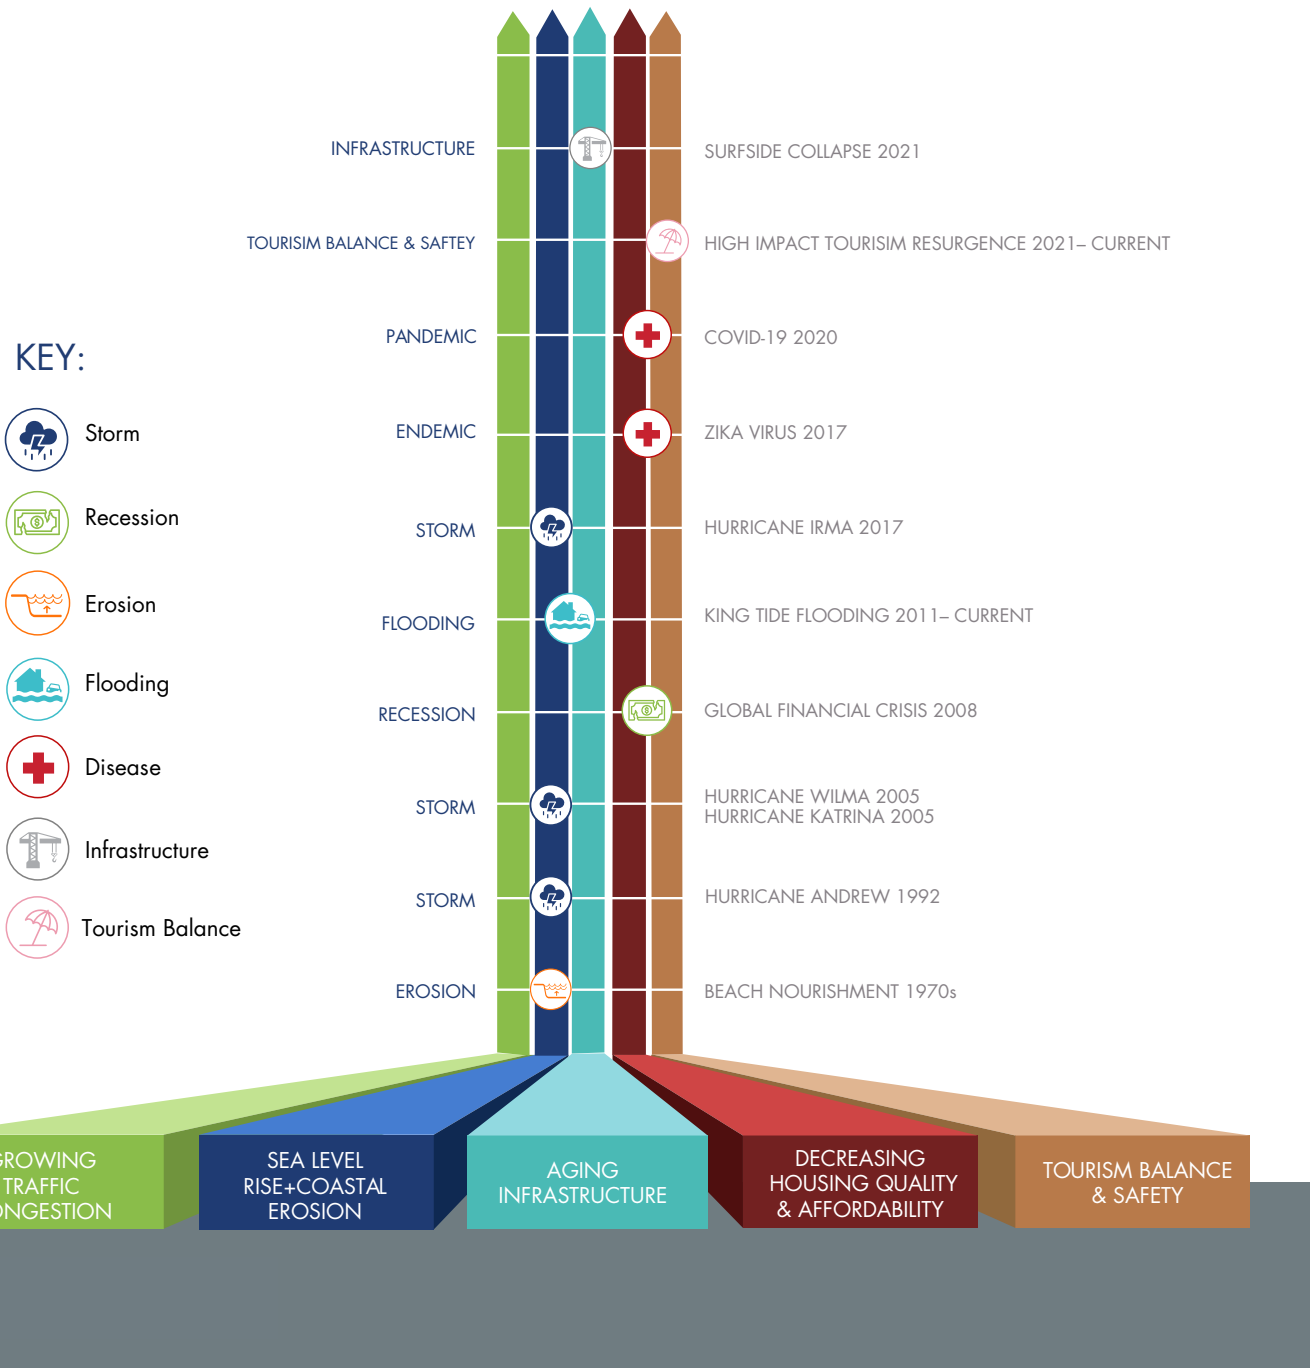 INFRASTRUCTURE
SURFSIDE COLLAPSE 2021
TOURISIM BALANCE & SAFTEY
HIGH IMPACT TOURISIM RESURGENCE 2021– CURRENT
PANDEMIC
COVID-19 2020
ENDEMIC
ZIKA VIRUS 2017
STORM
HURRICANE IRMA 2017
FLOODING
KING TIDE FLOODING 2011– CURRENT
RECESSION
GLOBAL FINANCIAL CRISIS 2008
STORM
HURRICANE WILMA 2005
HURRICANE KATRINA 2005
STORM
HURRICANE ANDREW 1992
EROSION
BEACH NOURISHMENT 1970s
KEY:
Storm
Recession
Erosion
Flooding
Disease
Infrastructure
Tourism Balance
ROWING
TRAFFIC
ONGESTION
SEA LEVEL
RISE+COASTAL
EROSION
AGING
INFRASTRUCTURE
DECREASING
HOUSING QUALITY
& AFFORDABILITY
TOURISM BALANCE
& SAFETY